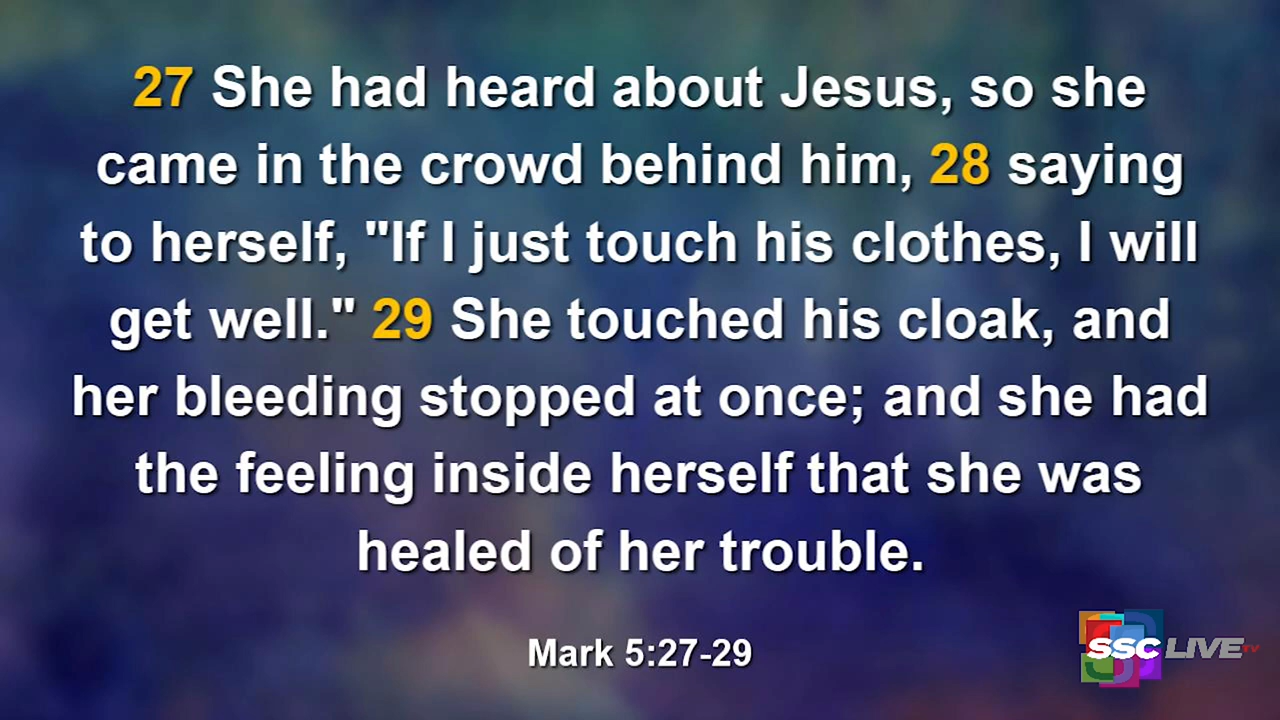 27 She had heard about Jesus, so she
came in the crowd behind him, 28 saying
to herself, "If I just touch his clothes, I will
get well." 29 She touched his cloak, and
her bleeding stopped at once; and she had
the feeling inside herself that she was
healed of her trouble.
Mark 5:27-29
SSC LIVE TV